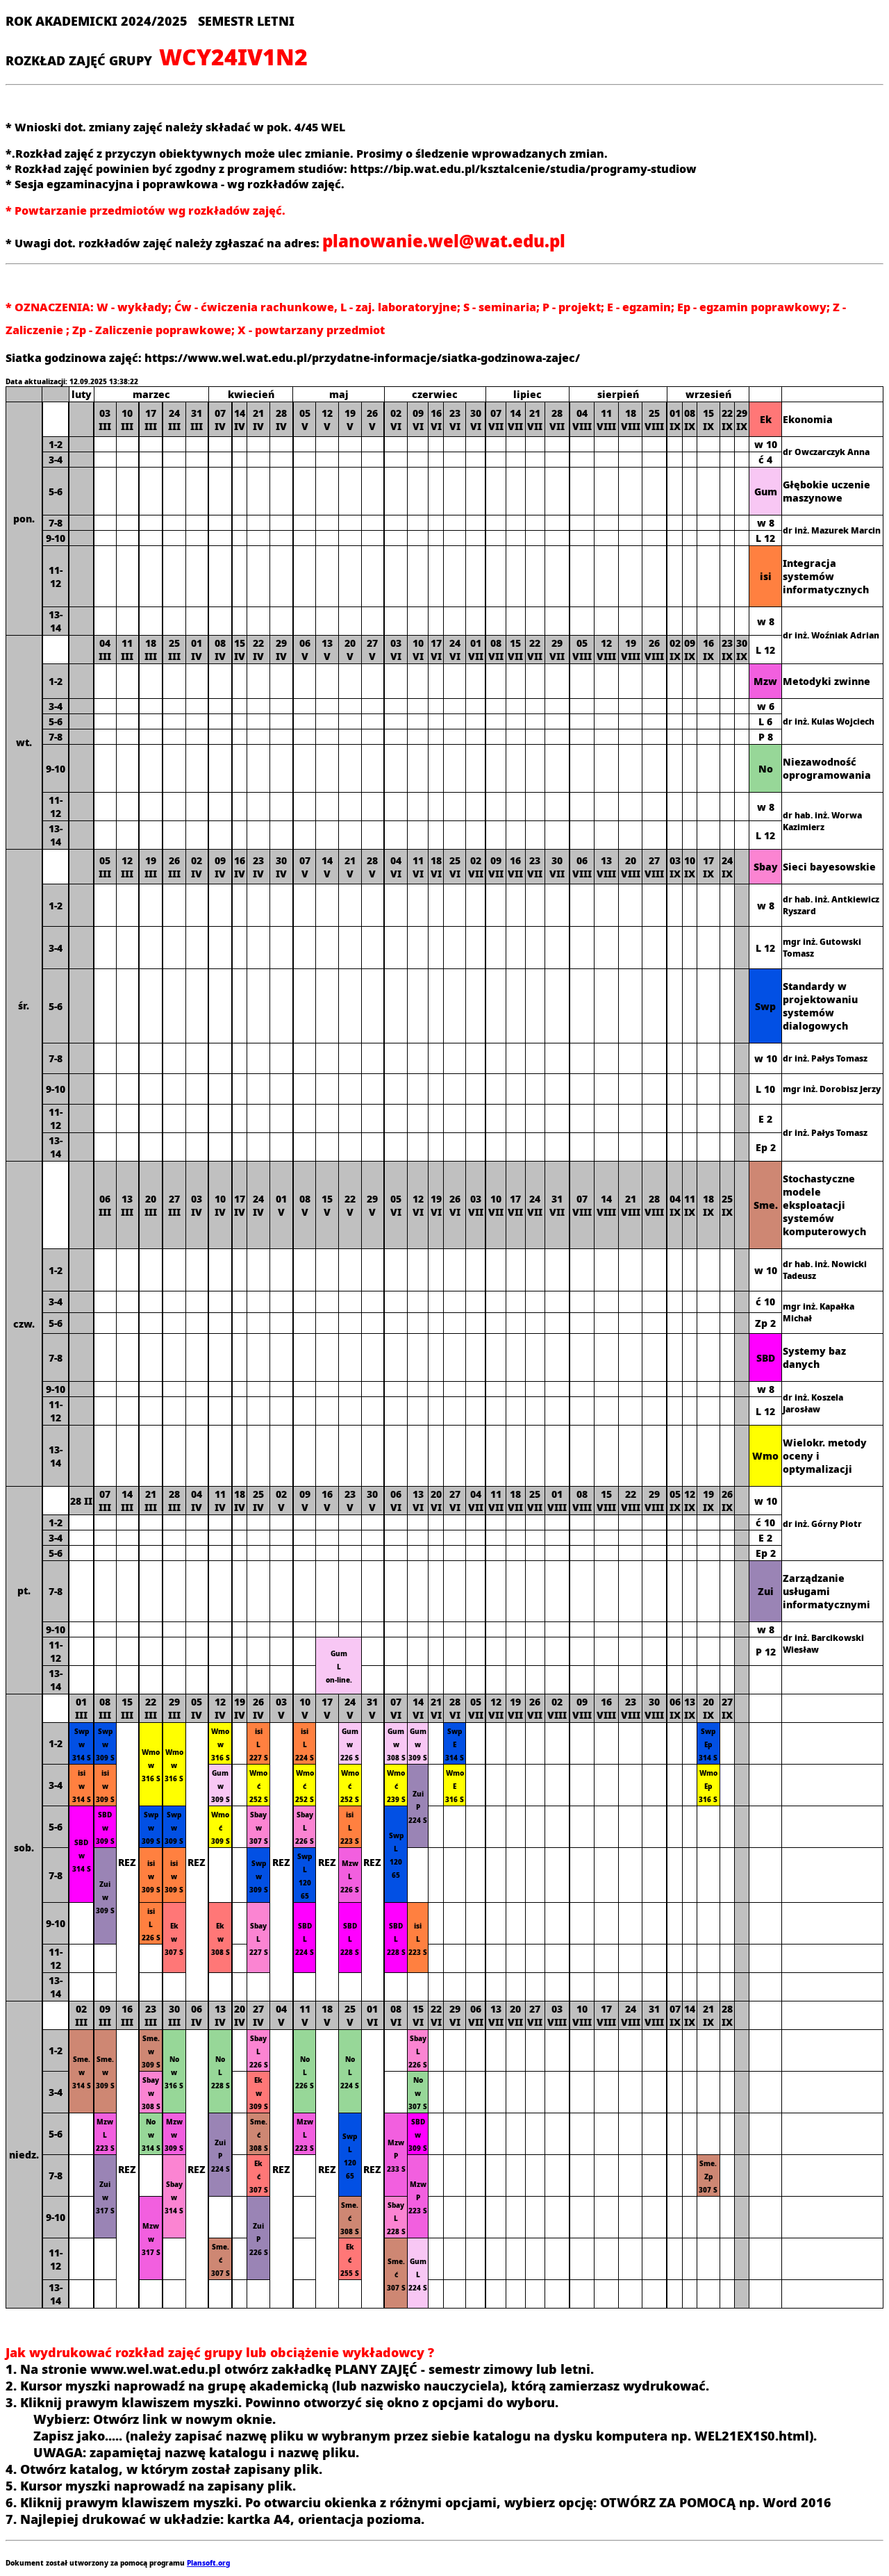 ROK AKADEMICKI 2024/2025 SEMESTR LETNI
ROZKŁAD ZAJĘĆ GRUPY WCY24IV1N2
* Wnioski dot. zmiany zajęć należy składać w pok. 4/45 WEL
*.Rozkład zajęć z przyczyn obiektywnych może ulec zmianie. Prosimy o śledzenie wprowadzanych zmian.
* Rozkład zajęć powinien być zgodny z programem studiów: https://bip.wat.edu.pl/ksztalcenie/studia/programy-studiow
* Sesja egzaminacyjna i poprawkowa - wg rozkładów zajęć.
* Powtarzanie przedmiotów wg rozkładów zajęć.
* Uwagi dot. rozkładów zajęć należy zgłaszać na adres: planowanie.wel@wat.edu.pl
* OZNACZENIA: W - wykłady; Ćw - ćwiczenia rachunkowe, L - zaj. laboratoryjne; S - seminaria; P - projekt; E - egzamin; Ep - egzamin poprawkowy; Z -
Zaliczenie ; Zp - Zaliczenie poprawkowe; X - powtarzany przedmiot
Siatka godzinowa zajęć: https://www.wel.wat.edu.pl/przydatne-informacje/siatka-godzinowa-zajec/
Data aktualizacji: 12.09.2025 13:38:22
luty marzec kwiecień maj czerwiec lipiec sierpień wrzesień
03 10 17 24 31 07 14 21 28 05 12 19 26 02 09 16 23 30 07 14 21 28 04 11 18 25 01 08 15 22 29
III III III III III IV IV IV IV V V V V VI VI VI VI VI VII VII VII VII VIII VIII VIII VIII IX IX IX IX IX
Ek Ekonomia
pon.
1-2 w 10 dr Owczarczyk Anna
3-4 ć 4
5-6 Gum Głębokie uczenie
maszynowe
7-8 w 8 dr inż. Mazurek Marcin
9-10 L 12
11-
12 isi Integracja
systemów
informatycznych
13-
14 w 8 dr inż. Woźniak Adrian
04 11 18 25 01 08 15 22 29 06 13 20 27 03 10 17 24 01 08 15 22 29 05 12 19 26 02 09 16 23 30
III III III III IV IV IV IV IV V V V V VI VI VI VI VII VII VII VII VII VIII VIII VIII VIII IX IX IX IX IX
L 12
wt.
1-2 Mzw Metodyki zwinne
3-4 w 6
5-6 L 6 dr inż. Kulas Wojciech
7-8 P 8
9-10 No Niezawodność
oprogramowania
11-
12 w 8 dr hab. inż. Worwa
Kazimierz
13-
14 L 12
05 12 19 26 02 09 16 23 30 07 14 21 28 04 11 18 25 02 09 16 23 30 06 13 20 27 03 10 17 24
III III III III IV IV IV IV IV V V V V VI VI VI VI VII VII VII VII VII VIII VIII VIII VIII IX IX IX IX
Sbay Sieci bayesowskie
śr.
1-2 w 8 dr hab. inż. Antkiewicz
Ryszard
3-4 L 12 mgr inż. Gutowski
Tomasz
5-6 Swp Standardy w
projektowaniu
systemów
dialogowych
7-8 w 10 dr inż. Pałys Tomasz
9-10 L 10 mgr inż. Dorobisz Jerzy
11-
12 E 2 dr inż. Pałys Tomasz
13-
14 Ep 2
06 13 20 27 03 10 17 24 01 08 15 22 29 05 12 19 26 03 10 17 24 31 07 14 21 28 04 11 18 25
III III III III IV IV IV IV V V V V V VI VI VI VI VII VII VII VII VII VIII VIII VIII VIII IX IX IX IX
Sme. Stochastyczne
modele
eksploatacji
systemów
komputerowych
czw.
1-2 w 10 dr hab. inż. Nowicki
Tadeusz
3-4 ć 10 mgr inż. Kapałka
Michał
5-6 Zp 2
7-8 SBD Systemy baz
danych
9-10 w 8 dr inż. Koszela
Jarosław
11-
12 L 12
13-
14 Wmo Wielokr. metody
oceny i
optymalizacji
28 II 07 14 21 28 04 11 18 25 02 09 16 23 30 06 13 20 27 04 11 18 25 01 08 15 22 29 05 12 19 26
III III III III IV IV IV IV V V V V V VI VI VI VI VII VII VII VII VIII VIII VIII VIII VIII IX IX IX IX
w 10
pt.
1-2 ć 10 dr inż. Górny Piotr
3-4 E 2
5-6 Ep 2
7-8 Zui Zarządzanie
usługami
informatycznymi
9-10 w 8 dr inż. Barcikowski
Wiesław
11-
12 P 12
Gum
L
on-line.
13-
14
01 08 15 22 29 05 12 19 26 03 10 17 24 31 07 14 21 28 05 12 19 26 02 09 16 23 30 06 13 20 27
III III III III III IV IV IV IV V V V V V VI VI VI VI VII VII VII VII VIII VIII VIII VIII VIII IX IX IX IX
sob.
1-2
Swp Swp Wmo Wmo Wmo isi isi Gum Gum Gum Swp Swp
w w w w w L L w w w E Ep
314 S 309 S 316 S 316 S 316 S 227 S 224 S 226 S 308 S 309 S 314 S 314 S
3-4
isi isi Gum Wmo Wmo Wmo Wmo Zui Wmo Wmo
w w w ć ć ć ć P E Ep
314 S 309 S 309 S 252 S 252 S 252 S 239 S 224 S 316 S 316 S
5-6
SBD SBD Swp Swp Wmo Sbay Sbay isi Swp
w w w w ć w L L L
314 S 309 S 309 S 309 S 309 S 307 S 226 S 223 S 120
65
7-8
REZ REZ REZ REZ REZ
Zui isi isi Swp Swp Mzw
w w w w L L
309 S 309 S 309 S 309 S 120 226 S
65
9-10
isi Ek Ek Sbay SBD SBD SBD isi
L w w L L L L L
226 S 307 S 308 S 227 S 224 S 228 S 228 S 223 S
11-
12
13-
14
02 09 16 23 30 06 13 20 27 04 11 18 25 01 08 15 22 29 06 13 20 27 03 10 17 24 31 07 14 21 28
III III III III III IV IV IV IV V V V V VI VI VI VI VI VII VII VII VII VIII VIII VIII VIII VIII IX IX IX IX
niedz.
1-2
Sme. Sme. Sme. No No Sbay No No Sbay
w w w w L L L L L
314 S 309 S 309 S 316 S 228 S 226 S 226 S 224 S 226 S
3-4
Sbay Ek No
w w w
308 S 309 S 307 S
5-6
Mzw No Mzw Zui Sme. Mzw Swp Mzw SBD
L w w P ć L L P w
223 S 314 S 309 S 224 S 308 S 223 S 120 233 S 309 S
65
7-8
REZ REZ REZ REZ REZ
Zui Sbay Ek Mzw Sme.
w w ć P Zp
317 S 314 S 307 S 223 S 307 S
9-10
Mzw Zui Sme. Sbay
w P ć L
317 S 226 S 308 S 228 S
11-
12
Sme. Ek Sme. Gum
ć ć ć L
307 S 255 S 307 S 224 S
13-
14
Jak wydrukować rozkład zajęć grupy lub obciążenie wykładowcy ?
1. Na stronie www.wel.wat.edu.pl otwórz zakładkę PLANY ZAJĘĆ - semestr zimowy lub letni.
2. Kursor myszki naprowadź na grupę akademicką (lub nazwisko nauczyciela), którą zamierzasz wydrukować.
3. Kliknij prawym klawiszem myszki. Powinno otworzyć się okno z opcjami do wyboru.
Wybierz: Otwórz link w nowym oknie.
Zapisz jako..... (należy zapisać nazwę pliku w wybranym przez siebie katalogu na dysku komputera np. WEL21EX1S0.html).
UWAGA: zapamiętaj nazwę katalogu i nazwę pliku.
4. Otwórz katalog, w którym został zapisany plik.
5. Kursor myszki naprowadź na zapisany plik.
6. Kliknij prawym klawiszem myszki. Po otwarciu okienka z różnymi opcjami, wybierz opcję: OTWÓRZ ZA POMOCĄ np. Word 2016
7. Najlepiej drukować w układzie: kartka A4, orientacja pozioma.
Dokument został utworzony za pomocą programu Plansoft.org